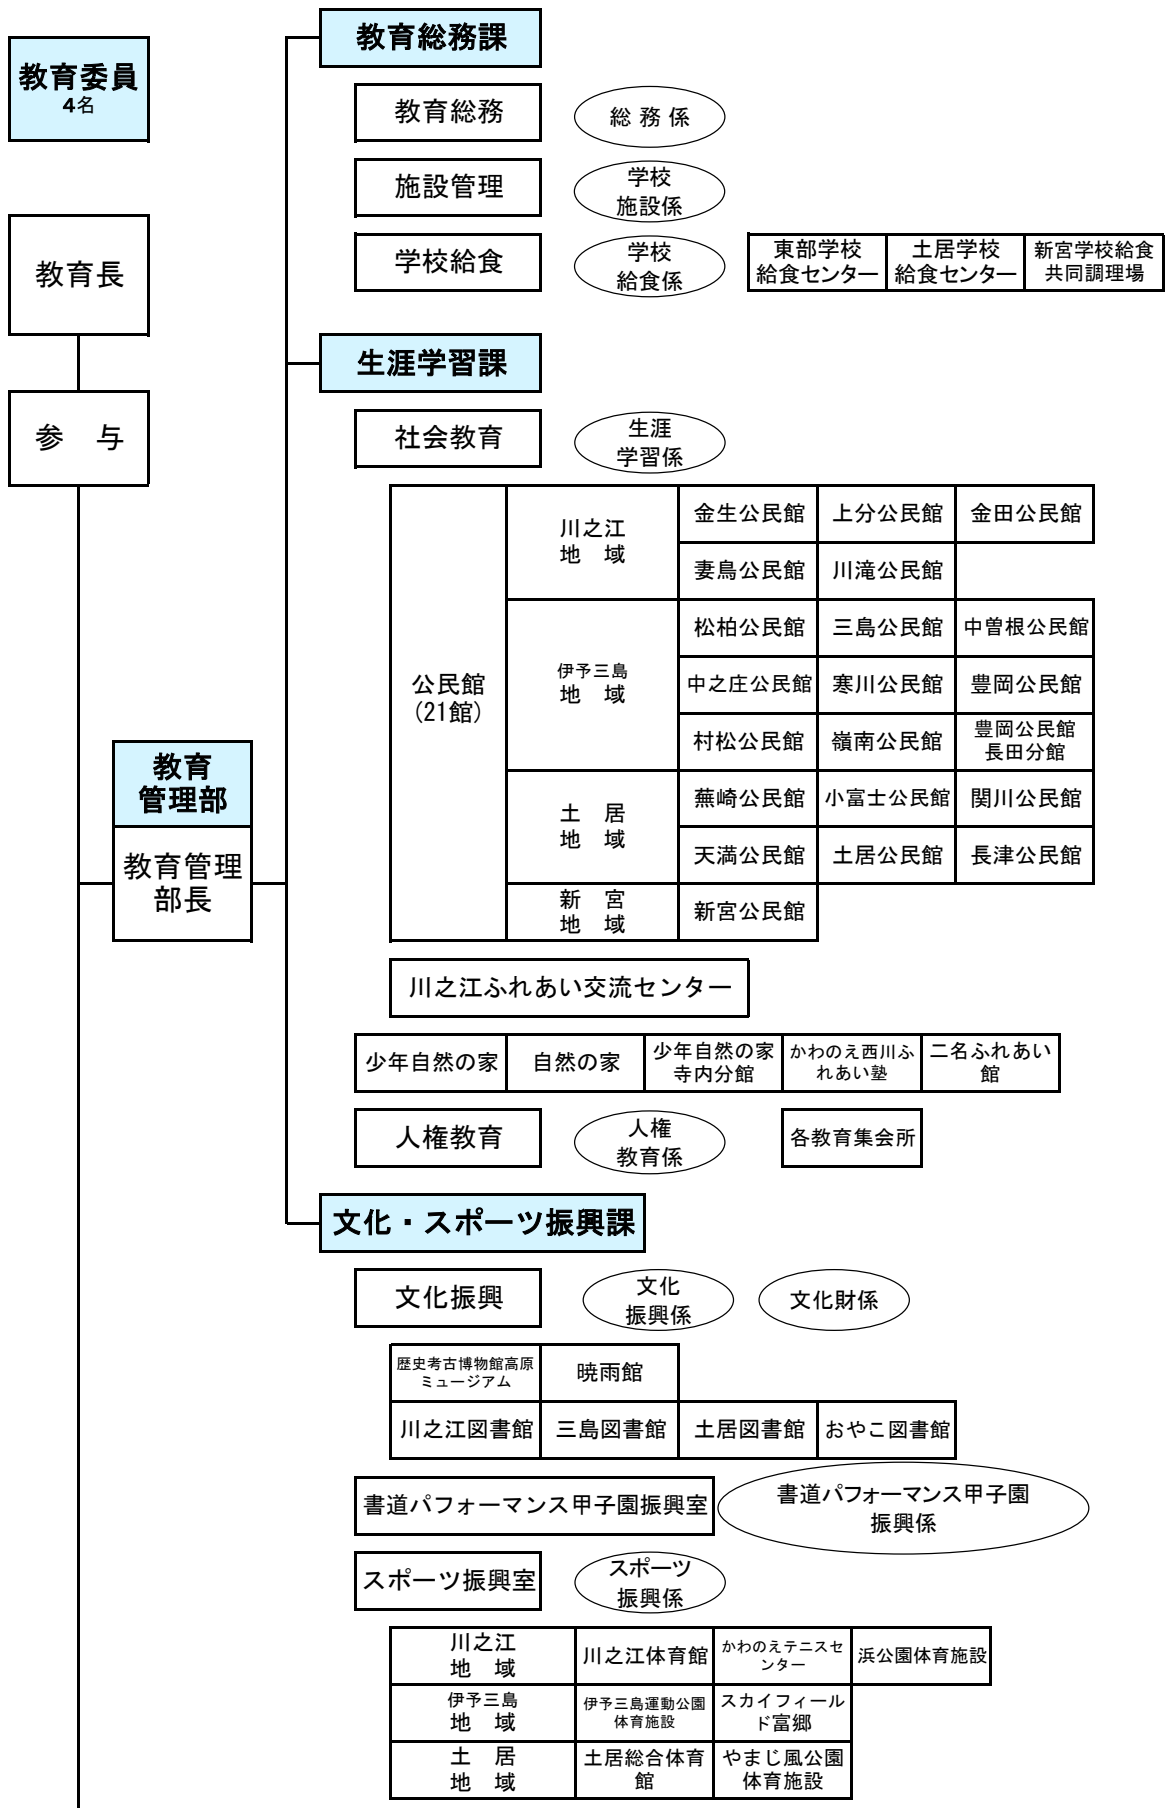 教育委員
4名
教育長
参　与
教育
管理部
教育管理
部長
教育総務課
教育総務
総 務 係
施設管理
学校
施設係
学校給食
学校
給食係
東部学校
給食センター
土居学校
給食センター
新宮学校給食
共同調理場
生涯学習課
社会教育
生涯
学習係
公民館
(21館)
川之江
地　域
金生公民館
上分公民館
金田公民館
妻鳥公民館
川滝公民館
伊予三島
地　域
松柏公民館
三島公民館
中曽根公民館
中之庄公民館
寒川公民館
豊岡公民館
村松公民館
嶺南公民館
豊岡公民館
長田分館
土　居
地　域
蕪崎公民館
小富士公民館
関川公民館
天満公民館
土居公民館
長津公民館
新　宮
地　域
新宮公民館
川之江ふれあい交流センター
少年自然の家
自然の家
少年自然の家
寺内分館
かわのえ西川ふ
れあい塾
二名ふれあい
館
人権教育
人権
教育係
各教育集会所
文化・スポーツ振興課
文化振興
文化
振興係
文化財係
歴史考古博物館高原
ミュージアム
暁雨館
川之江図書館
三島図書館
土居図書館
おやこ図書館
書道パフォーマンス甲子園振興室
書道パフォーマンス甲子園
振興係
スポーツ振興室
スポーツ
振興係
川之江
地　域
川之江体育館
かわのえテニスセ
ンター
浜公園体育施設
伊予三島
地　域
伊予三島運動公園
体育施設
スカイフィール
ド富郷
土　居
地　域
土居総合体育
館
やまじ風公園
体育施設